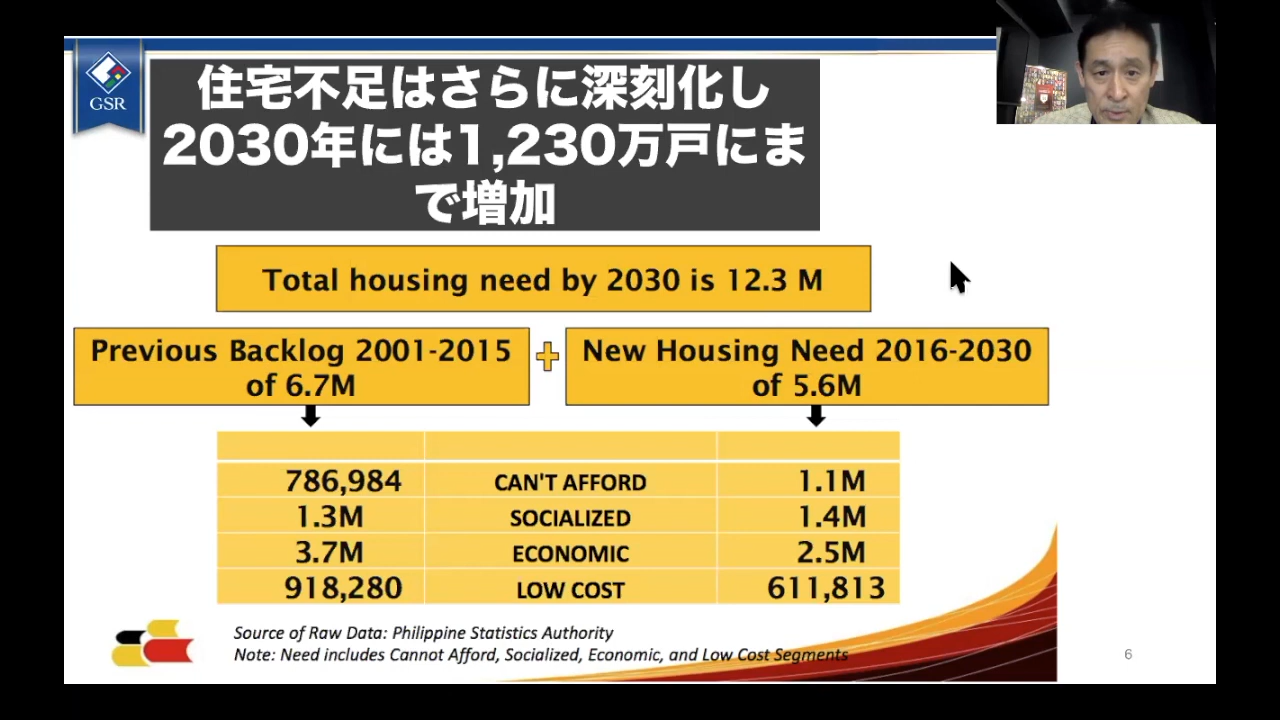 GSR
住宅不足はさらに深刻化し
2030年には1,230万戸にま
で増加
Total housing need by 2030 is 12.3 M
Previous Backlog 2001-2015
of 6.7M
+
New Housing Need 2016-2030
of 5.6M
786,984 CAN'T AFFORD 1.1M
1.3M SOCIALIZED 1.4M
3.7M ECONOMIC 2.5M
918,280 LOW COST 611,813
Source of Raw Data: Philippine Statistics Authority
Note: Need includes Cannot Afford, Socialized, Economic, and Low Cost Segments
6